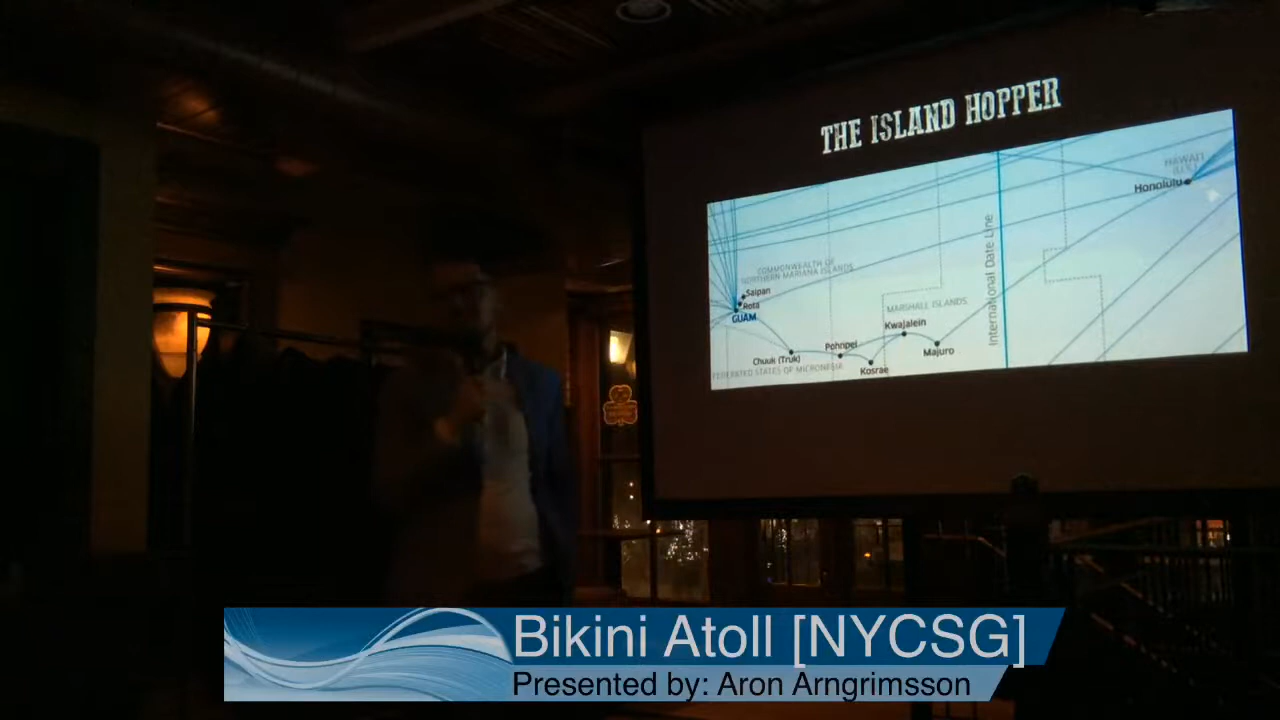 THE ISLAND HOPPER
HAWAII
Honolulu
International Date Line
COMMONWEALTH OF
NORTHERN MARIANA ISLANDS
Saipan
Rota
GUAM
MARSHALL ISLANDS
Kwajalein
Pohnpei
Majuro
Chuuk (Truk)
Kosrae
FEDERATED STATES OF MICRONESIA
Bikini Atoll [NYCSG]
Presented by: Aron Arngrimsson